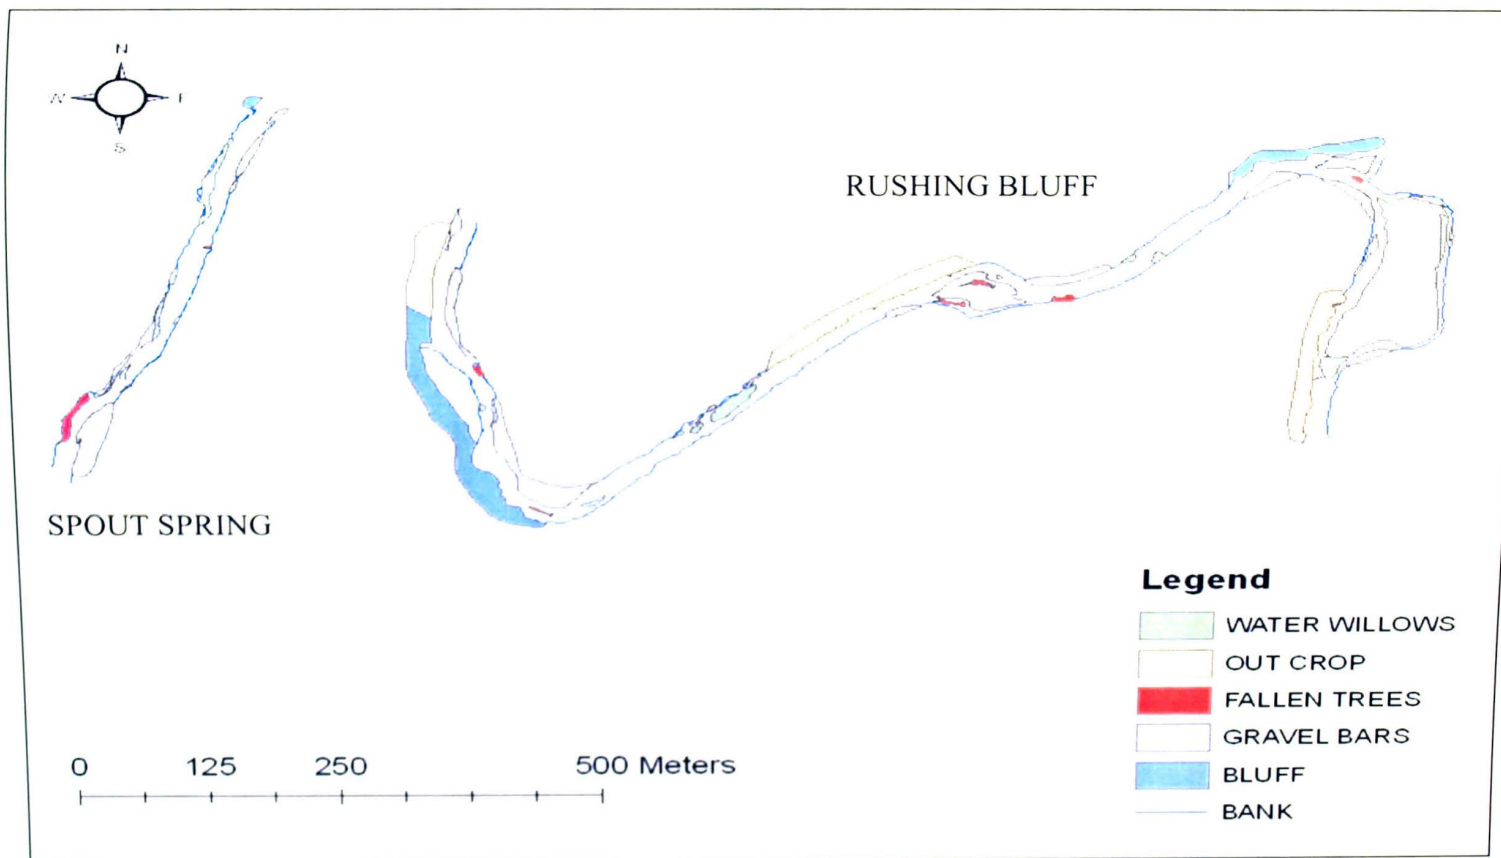 N
W E
S
RUSHING BLUFF
SPOUT SPRING
Legend
WATER WILLOWS
OUT CROP
FALLEN TREES
GRAVEL BARS
BLUFF
BANK
0 125 250 500 Meters